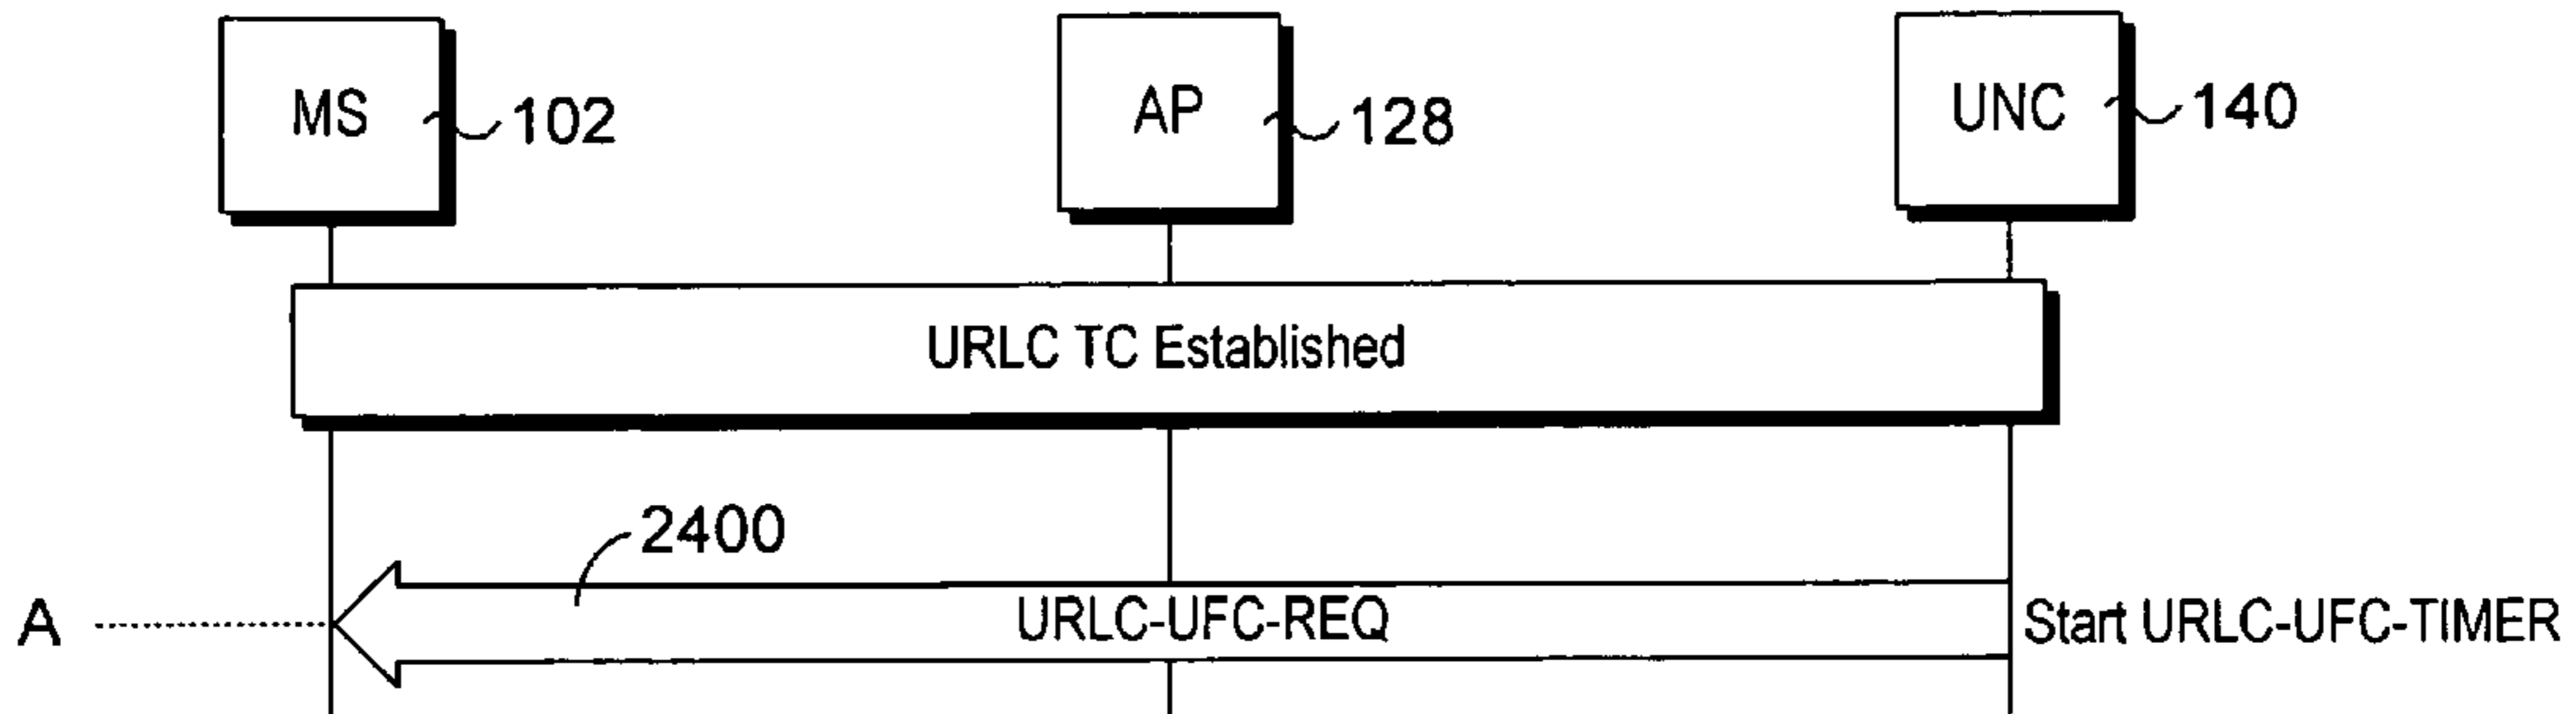 MS
102
AP
128
UNC
140
URLC TC Established
2400
A
URLC-UFC-REQ
Start URLC-UFC-TIMER